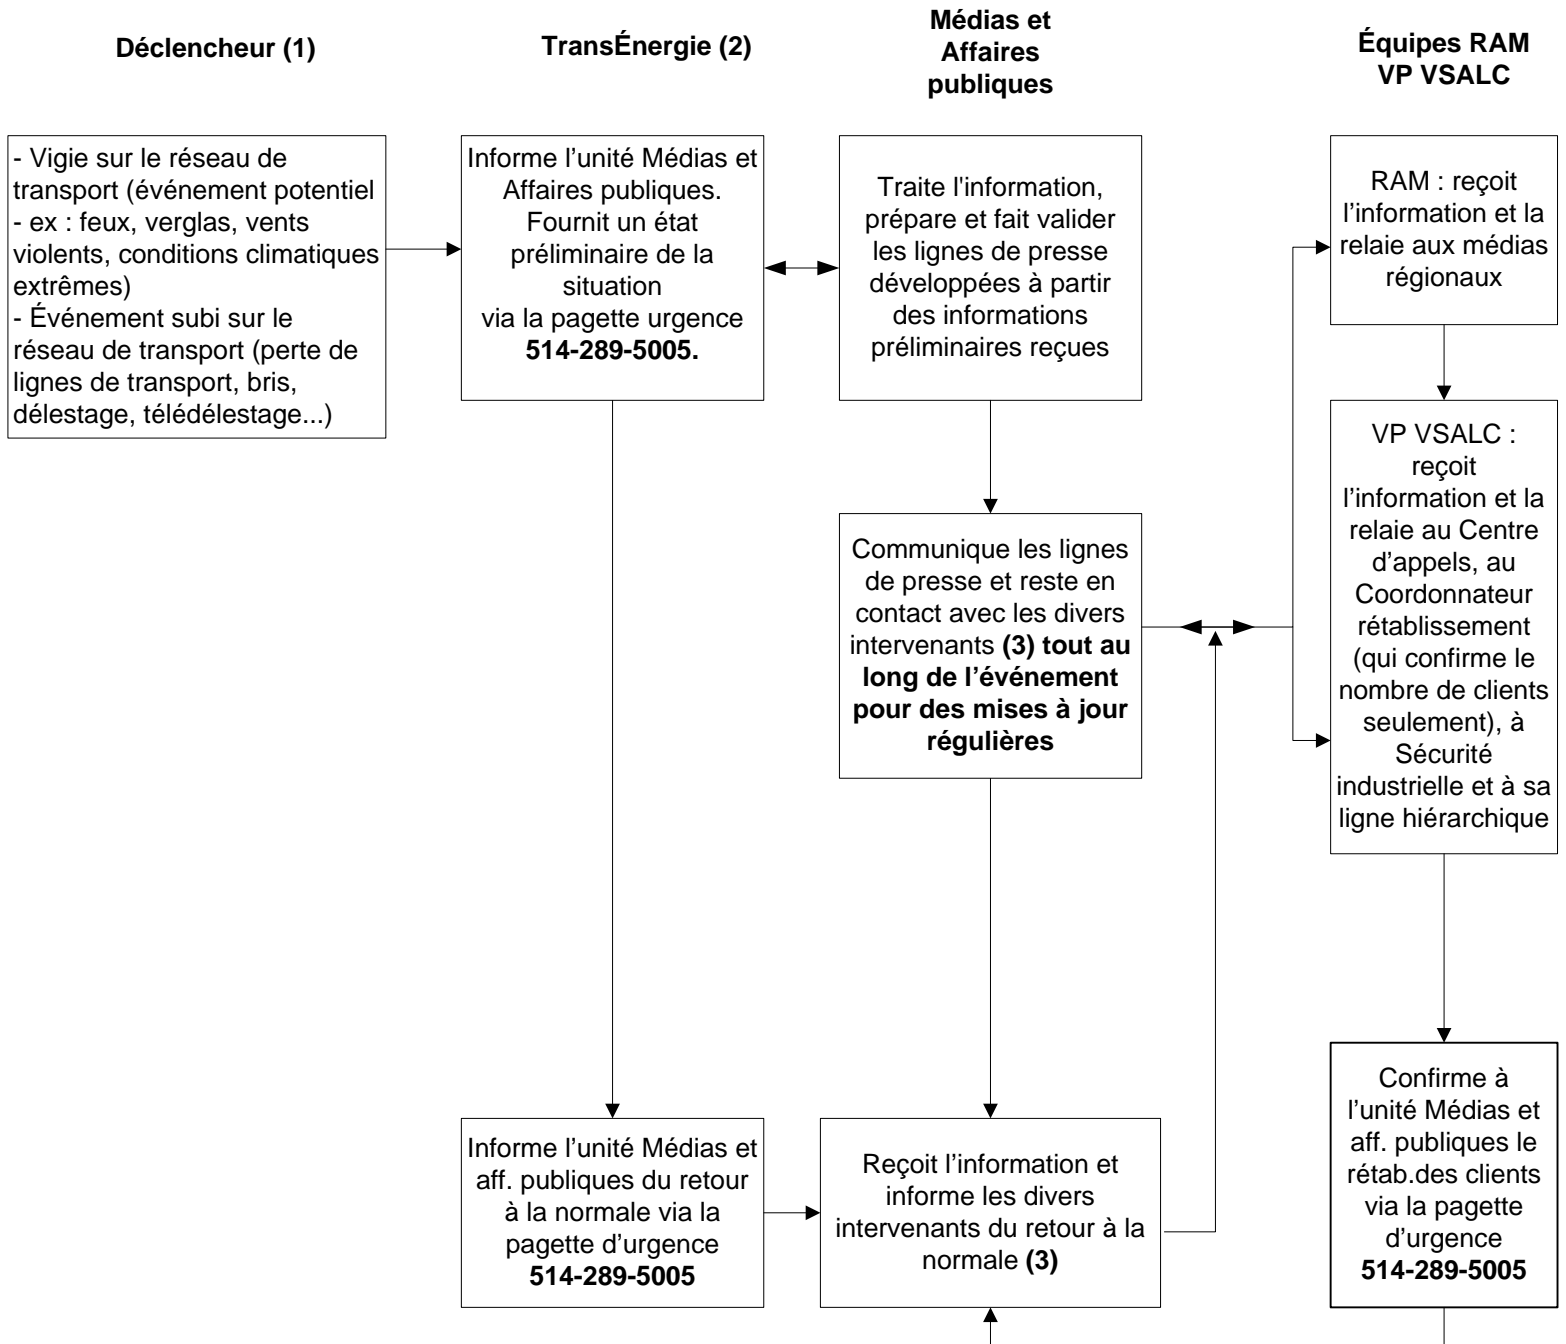 Déclencheur (1)
TransÉnergie (2)
Médias et
Affaires
publiques
Équipes RAM
VP VSALC
- Vigie sur le réseau de
transport (événement potentiel
- ex : feux, verglas, vents
violents, conditions climatiques
extrêmes)
- Événement subi sur le
réseau de transport (perte de
lignes de transport, bris,
délestage, télédélestage...)
Informe l’unité Médias et
Affaires publiques.
Fournit un état
préliminaire de la
situation
via la pagette urgence
514-289-5005.
Traite l'information,
prépare et fait valider
les lignes de presse
développées à partir
des informations
préliminaires reçues
RAM : reçoit
l’information et la
relaie aux médias
régionaux
VP VSALC :
reçoit
l’information et la
relaie au Centre
d’appels, au
Coordonnateur
rétablissement
(qui confirme le
nombre de clients
seulement), à
Sécurité
industrielle et à sa
ligne hiérarchique
Communique les lignes
de presse et reste en
contact avec les divers
intervenants (3) tout au
long de l’événement
pour des mises à jour
régulières
Informe l’unité Médias et
aff. publiques du retour
à la normale via la
pagette d’urgence
514-289-5005
Reçoit l’information et
informe les divers
intervenants du retour à la
normale (3)
Confirme à
l’unité Médias et
aff. publiques le
rétab.des clients
via la pagette
d’urgence
514-289-5005